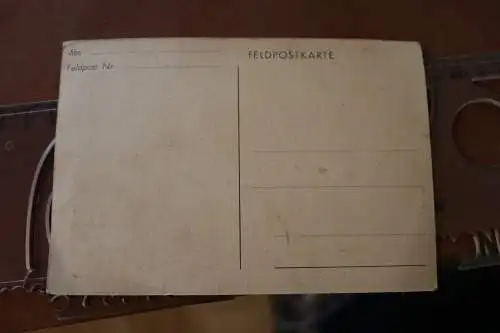 Abs.
FELDPOSTKARTE
Feldpost Nr.